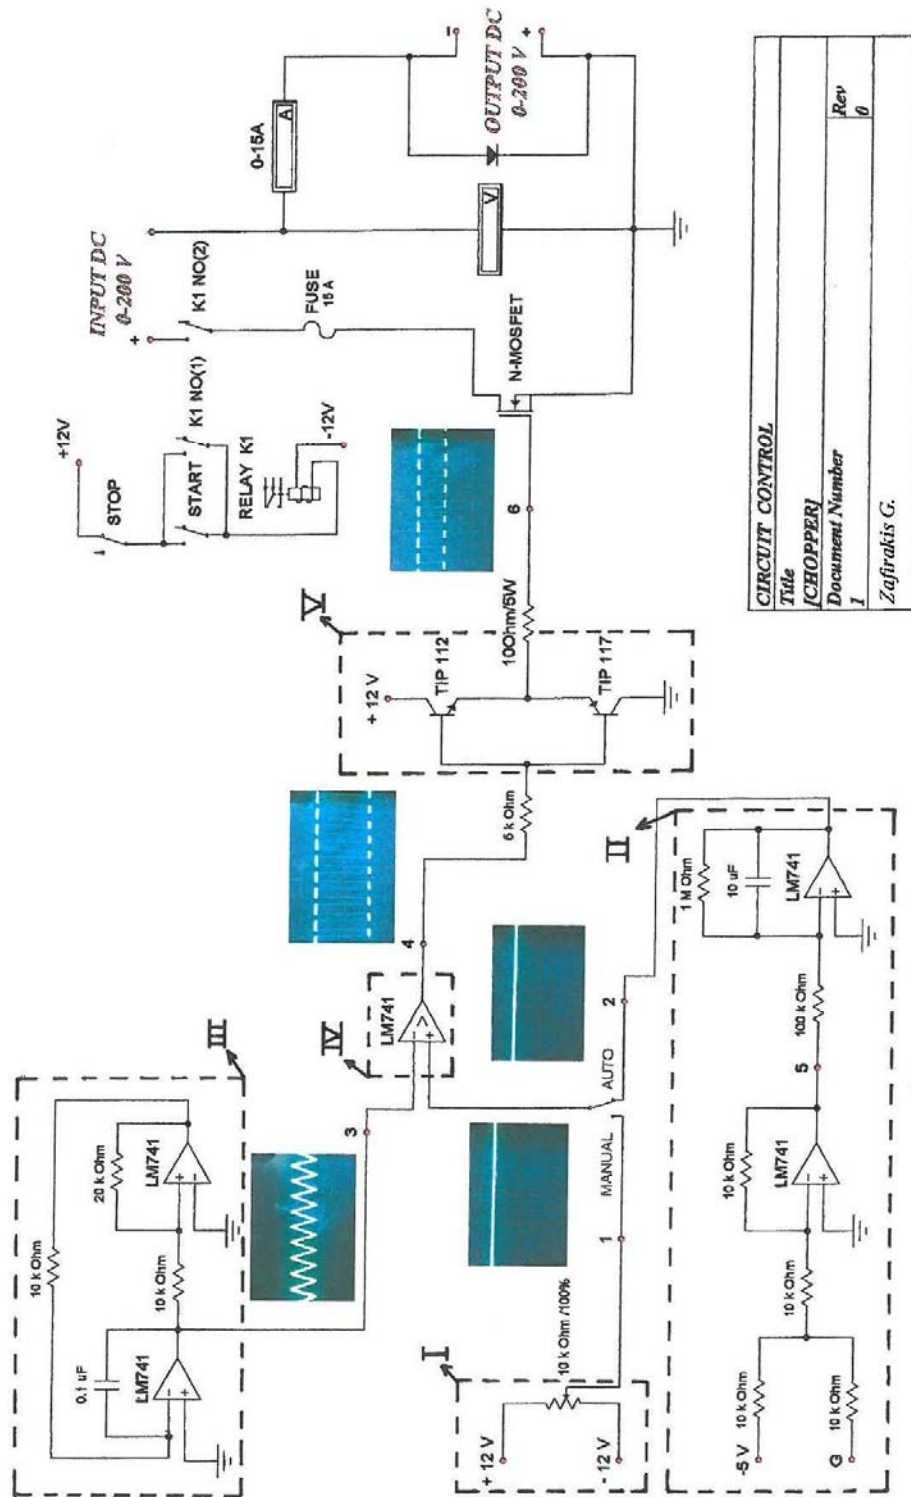 INPUT DC
0-200 V
+
K1 NO(2)
FUSE
15 A
N-MOSFET
0-15A
A
V
OUTPUT DC
0-200 V
-
+
+12V
STOP
START
K1 NO(1)
RELAY K1
-12V
V
+ 12 V
TIP 112
TIP 117
10Ohm/5W
6
III
10 k Ohm
20 k Ohm
LM741
10 k Ohm
0.1 uF
LM741
3
IV
LM741
4
5 k Ohm
I
+12 V
- 12 V
10 k Ohm /100%
1
MANUAL
AUTO
2
II
-5 V
G
10 k Ohm
10 k Ohm
10 k Ohm
10 k Ohm
LM741
5
100 k Ohm
1 M Ohm
10 uF
LM741
CIRCUIT CONTROL
Title
[CHOPPER]
Document Number
1
Rev
0
Zafirakis G.